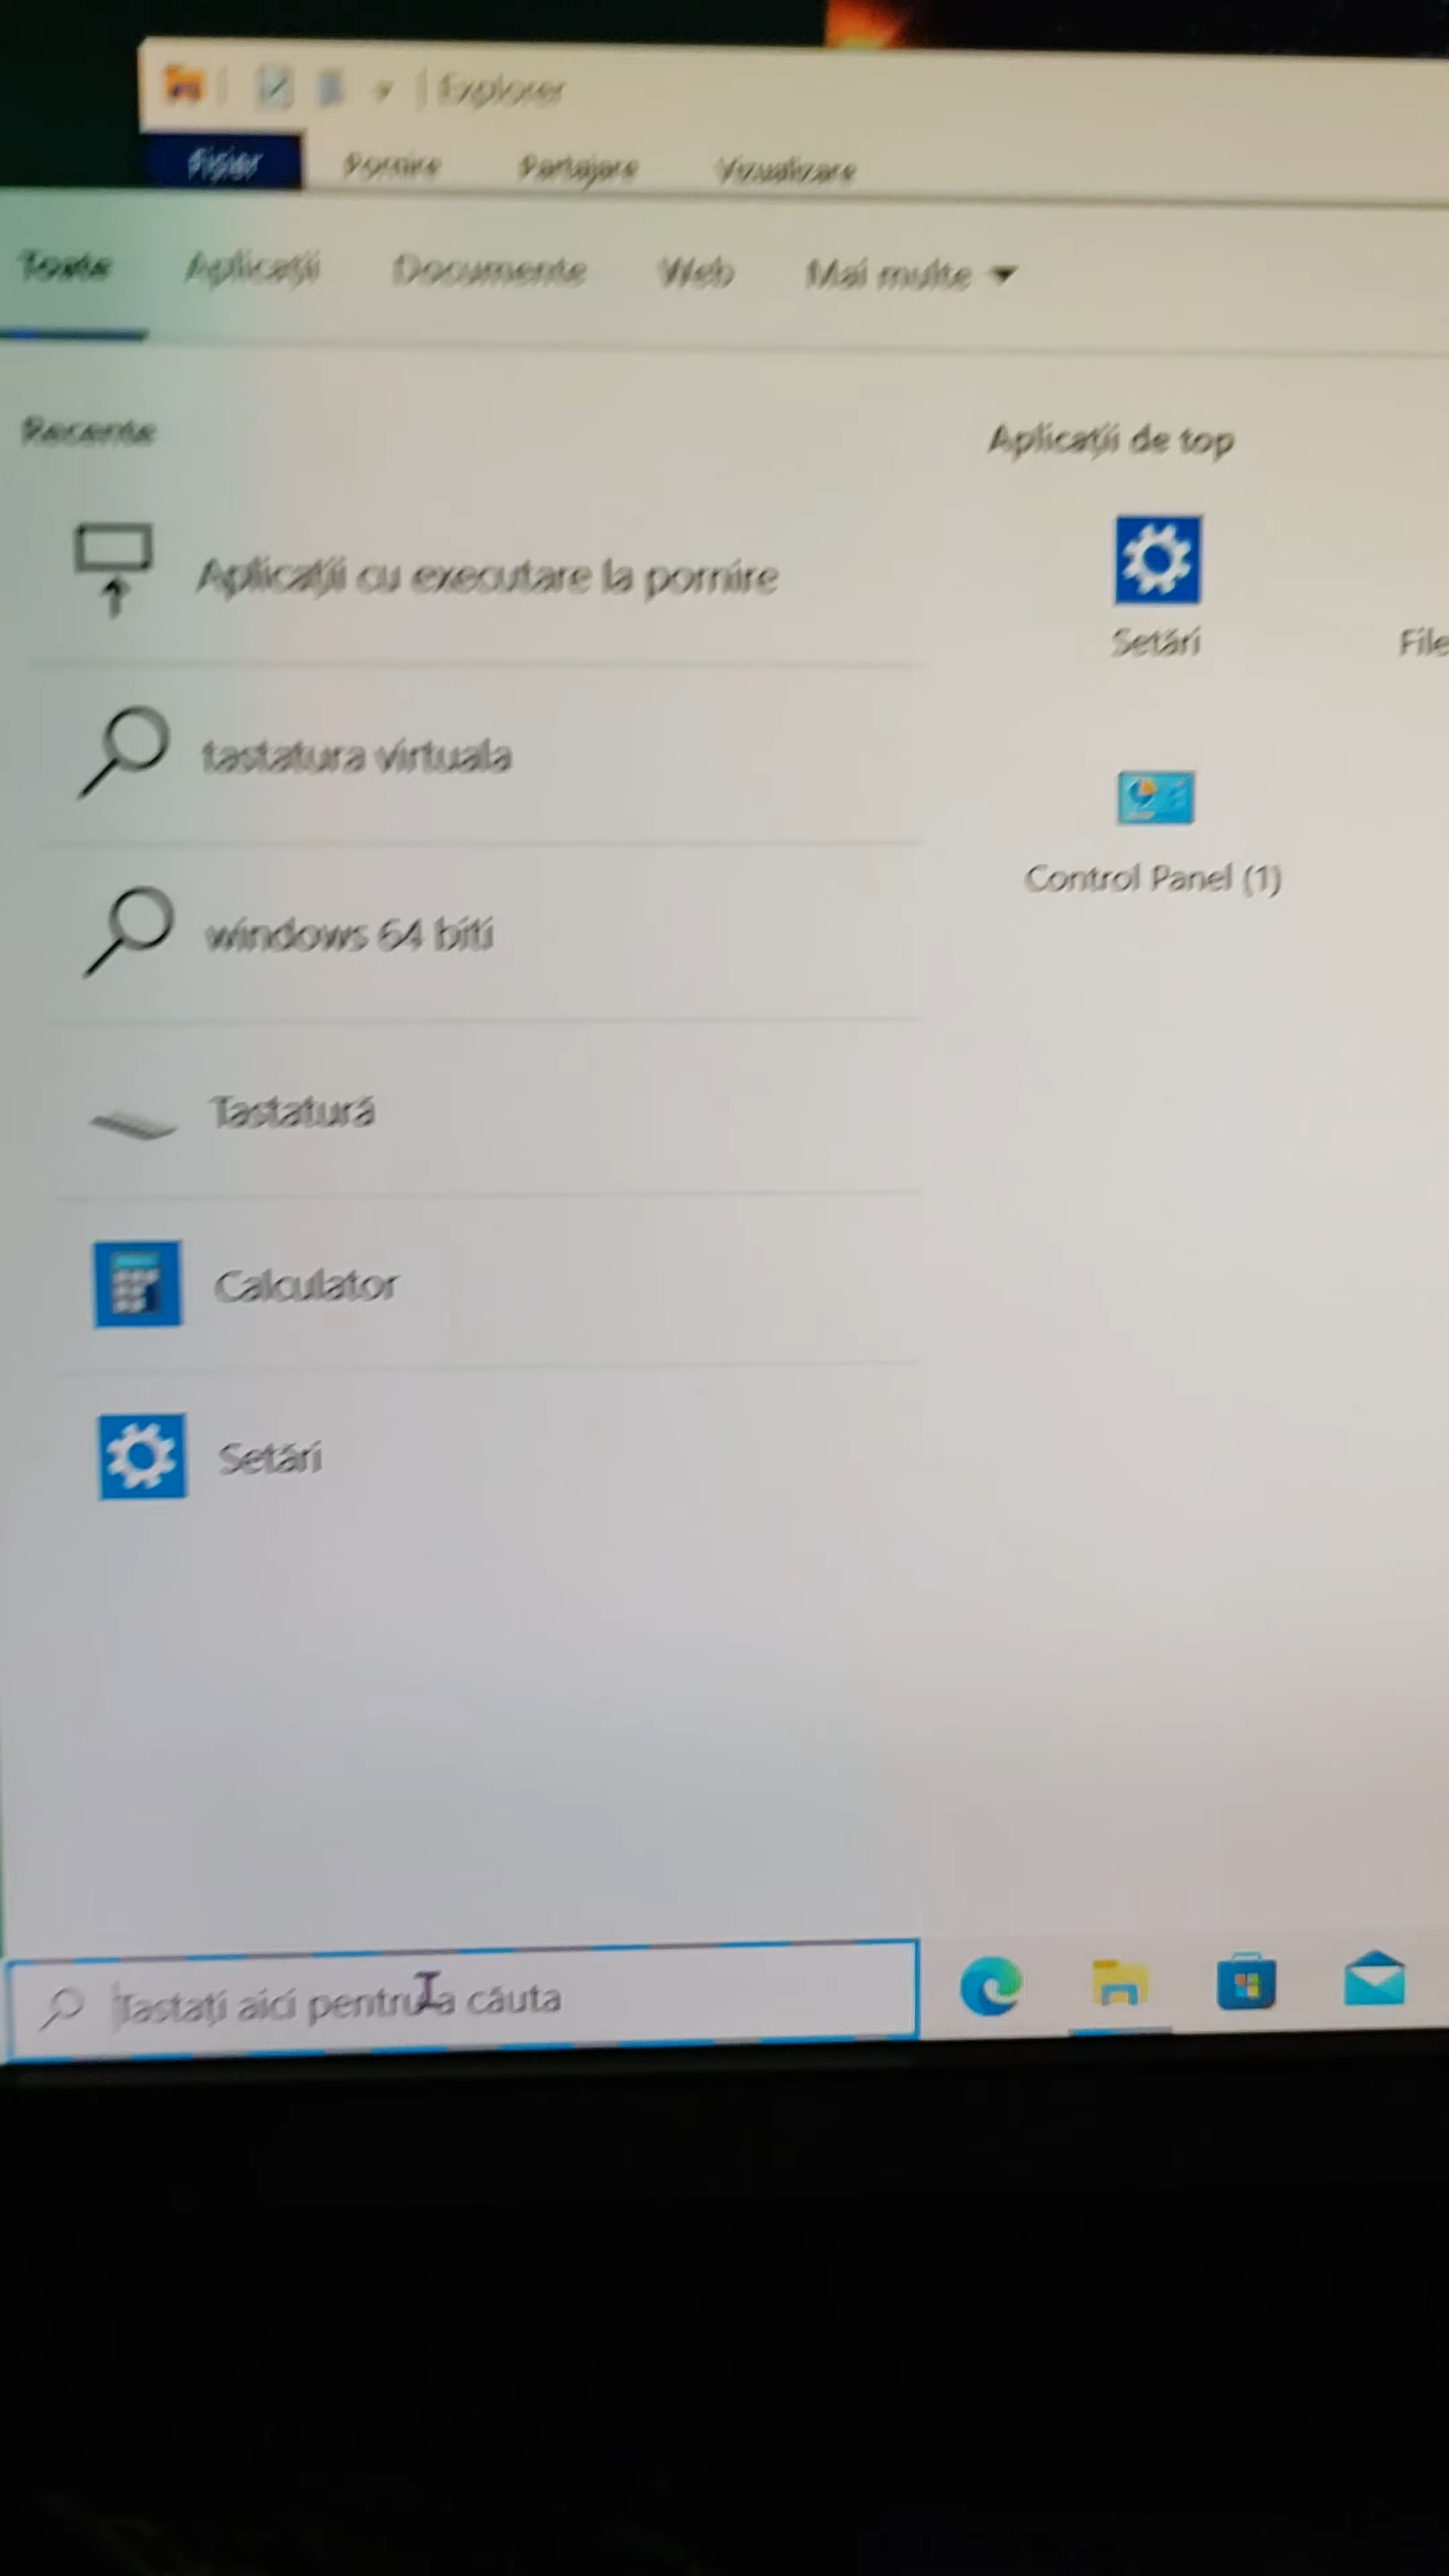 Explorer
Fișier Pornire Partajare Vizualizare
Toate Aplicații Documente Web Mai multe
Recente
Aplicații de top
Aplicații cu executare la pornire
Setări
File
tastatura virtuala
Control Panel (1)
windows 64 biti
Tastatură
Calculator
Setări
Tastați aici pentru a căuta